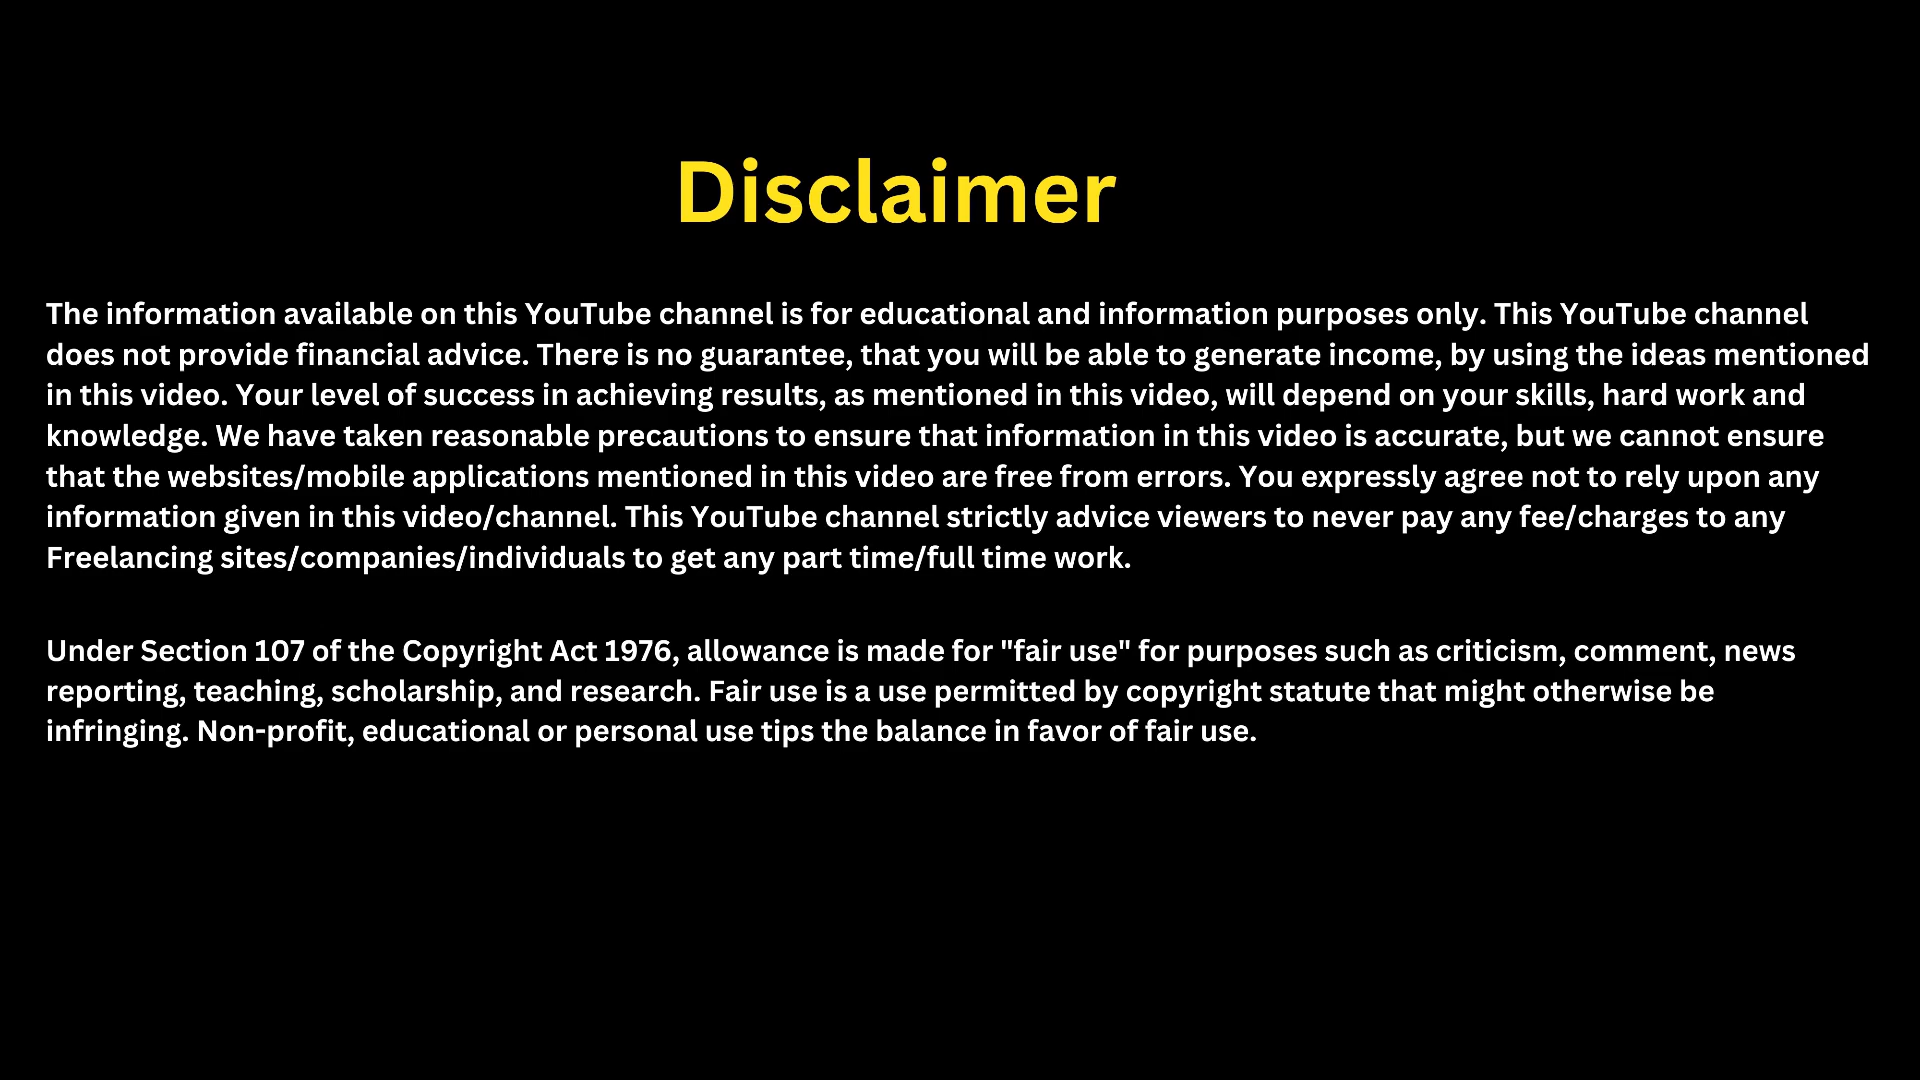 Disclaimer
The information available on this YouTube channel is for educational and information purposes only. This YouTube channel
does not provide financial advice. There is no guarantee, that you will be able to generate income, by using the ideas mentioned
in this video. Your level of success in achieving results, as mentioned in this video, will depend on your skills, hard work and
knowledge. We have taken reasonable precautions to ensure that information in this video is accurate, but we cannot ensure
that the websites/mobile applications mentioned in this video are free from errors. You expressly agree not to rely upon any
information given in this video/channel. This YouTube channel strictly advice viewers to never pay any fee/charges to any
Freelancing sites/companies/individuals to get any part time/full time work.
Under Section 107 of the Copyright Act 1976, allowance is made for "fair use" for purposes such as criticism, comment, news
reporting, teaching, scholarship, and research. Fair use is a use permitted by copyright statute that might otherwise be
infringing. Non-profit, educational or personal use tips the balance in favor of fair use.